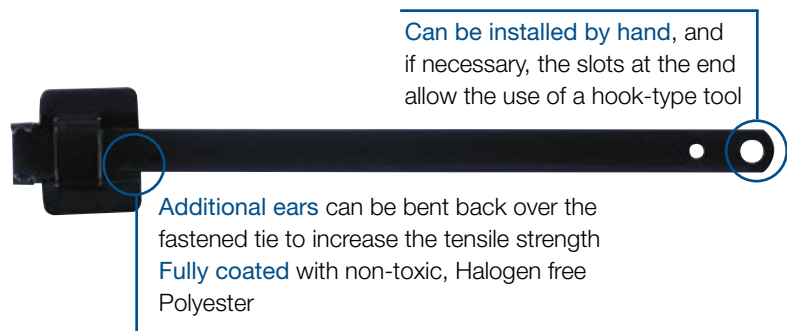 Can be installed by hand, and
if necessary, the slots at the end
allow the use of a hook-type tool
Additional ears can be bent back over the
fastened tie to increase the tensile strength
Fully coated with non-toxic, Halogen free
Polyester